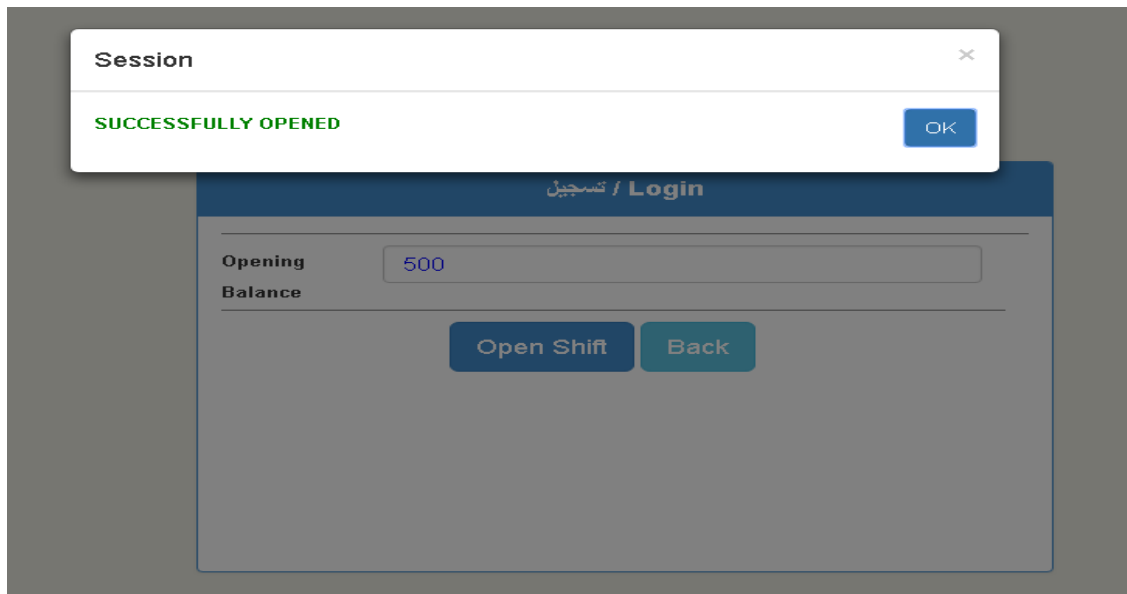 Session
×
SUCCESSFULLY OPENED
OK
تسجيل / Login
Opening
Balance
500
Open Shift
Back